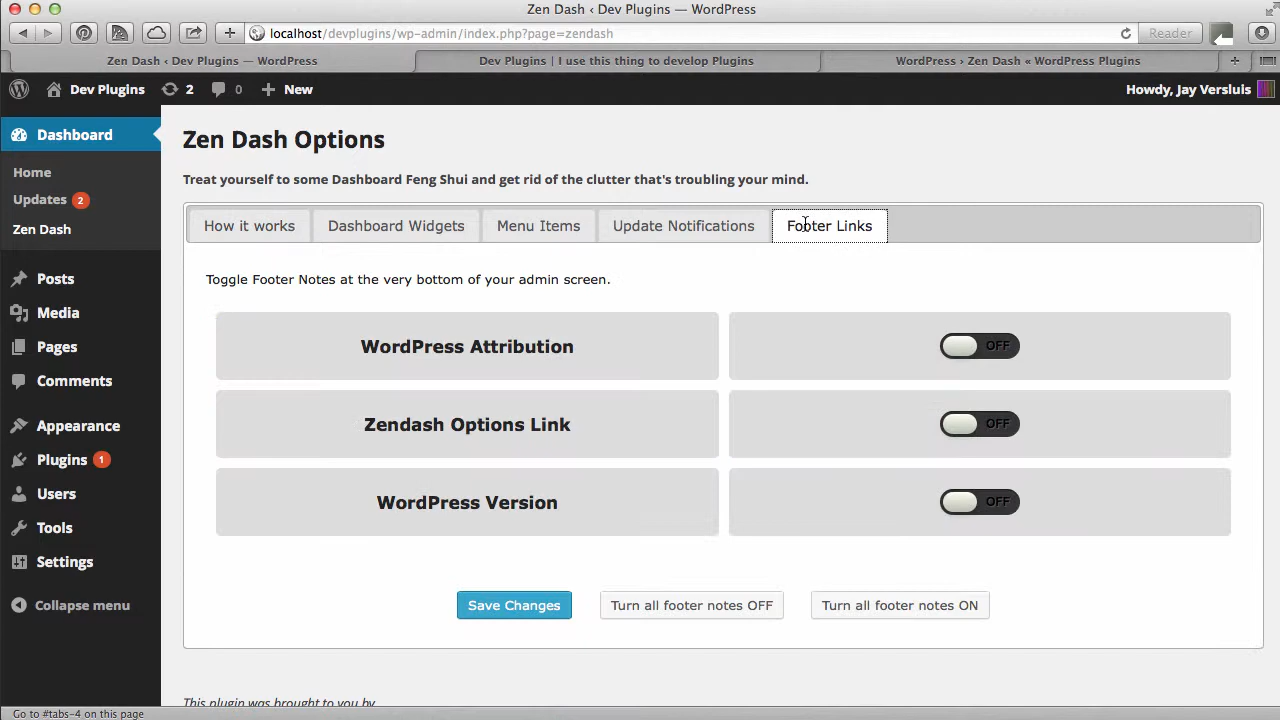 Zen Dash ‹ Dev Plugins — WordPress
localhost/devplugins/wp-admin/index.php?page=zendash
Reader
Zen Dash ‹ Dev Plugins — WordPress
Dev Plugins | I use this thing to develop Plugins
WordPress › Zen Dash « WordPress Plugins
Dev Plugins
2
0
New
Howdy, Jay Versluis
Dashboard
Home
Updates 2
Zen Dash
Posts
Media
Pages
Comments
Appearance
Plugins 1
Users
Tools
Settings
Collapse menu
Zen Dash Options
Treat yourself to some Dashboard Feng Shui and get rid of the clutter that's troubling your mind.
How it works
Dashboard Widgets
Menu Items
Update Notifications
Footer Links
Toggle Footer Notes at the very bottom of your admin screen.
WordPress Attribution
OFF
Zendash Options Link
OFF
WordPress Version
OFF
Save Changes
Turn all footer notes OFF
Turn all footer notes ON
This plugin was brought to you by
Go to #tabs-4 on this page